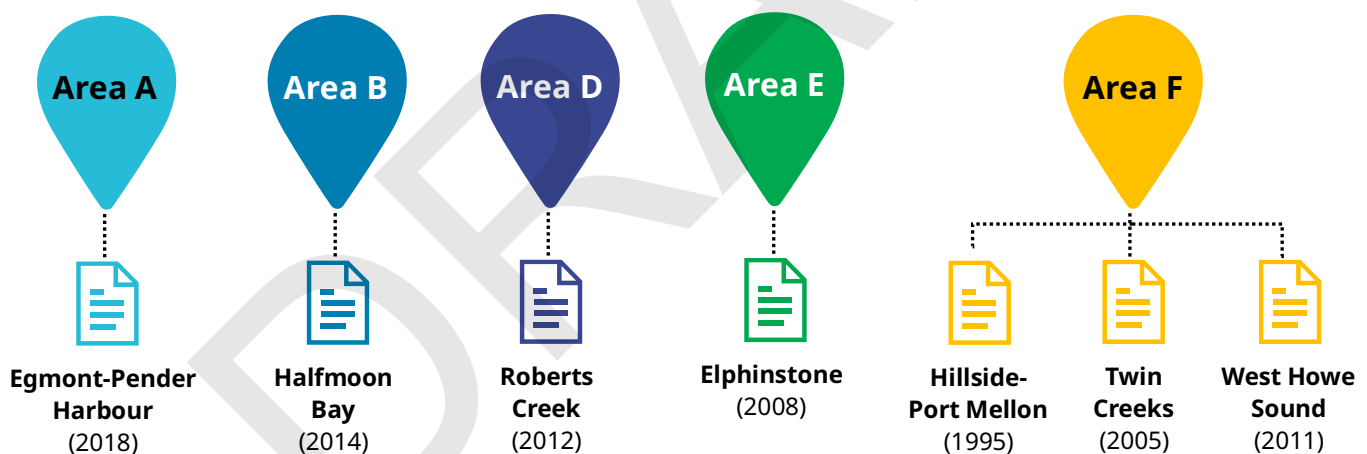 Area A
Area B
Area D
Area E
Area F
Egmont-Pender
Harbour
(2018)
Halfmoon
Bay
(2014)
Roberts
Creek
(2012)
Elphinstone
(2008)
Hillside-
Port Mellon
(1995)
Twin
Creeks
(2005)
West Howe
Sound
(2011)